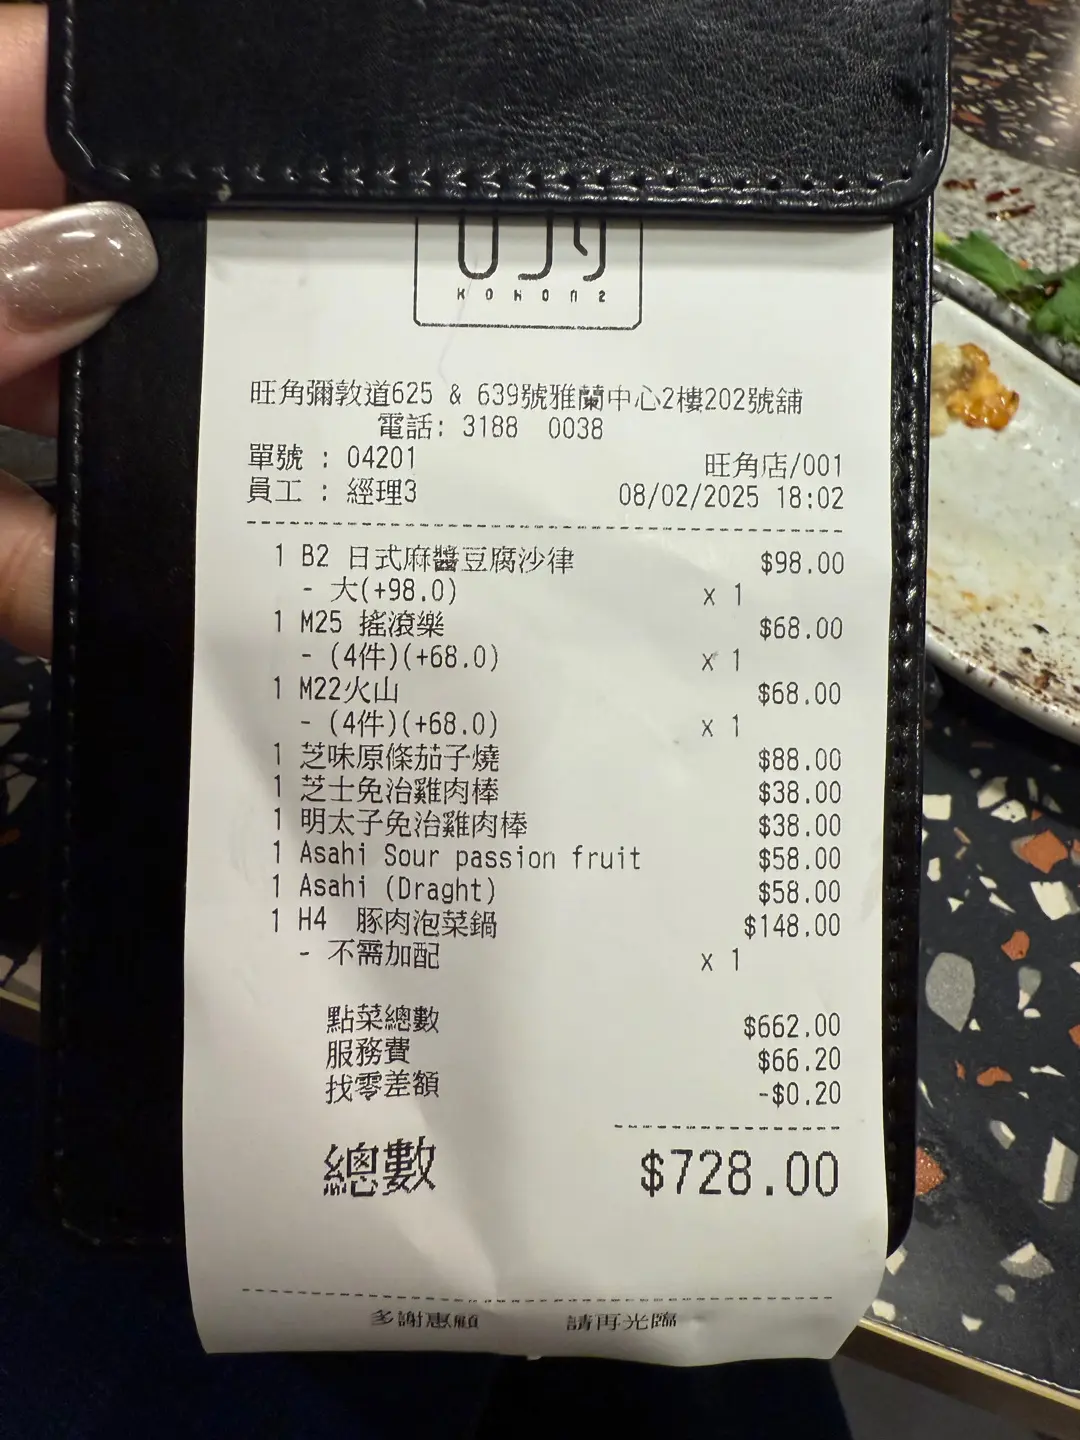 KOHON2
旺角彌敦道625 & 639號雅蘭中心2樓202號舖
電話: 3188 0038
單號 : 04201
旺角店/001
員工 : 經理3
08/02/2025 18:02
1 B2 日式麻醬豆腐沙律 $98.00
- 大(+98.0) x 1
1 M25 搖滾樂 $68.00
- (4件)(+68.0) x 1
1 M22火山 $68.00
- (4件)(+68.0) x 1
1 芝味原條茄子燒 $88.00
1 芝士免治雞肉棒 $38.00
1 明太子免治雞肉棒 $38.00
1 Asahi Sour passion fruit $58.00
1 Asahi (Draght) $58.00
1 H4 豚肉泡菜鍋 $148.00
- 不需加配 x 1
點菜總數 $662.00
服務費 $66.20
找零差額 -$0.20
總數 $728.00
多謝惠顧 請再光臨